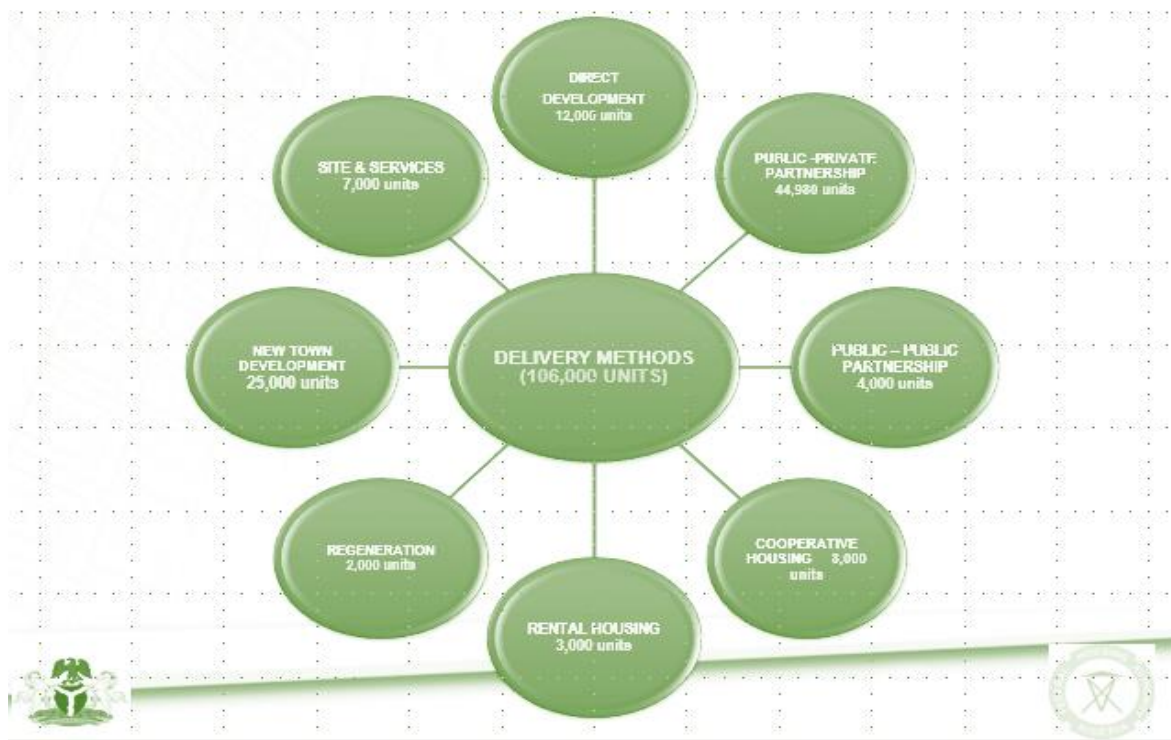 DIRECT
DEVELOPMENT
12,000 units
PUBLIC -PRIVATE
PARTNERSHIP
44,980 units
SITE & SERVICES
7,000 units
NEW TOWN
DEVELOPMENT
25,000 units
DELIVERY METHODS
(106,000 UNITS)
PUBLIC – PUBLIC
PARTNERSHIP
4,000 units
REGENERATION
2,000 units
COOPERATIVE
HOUSING 8,000
units
RENTAL HOUSING
3,000 units